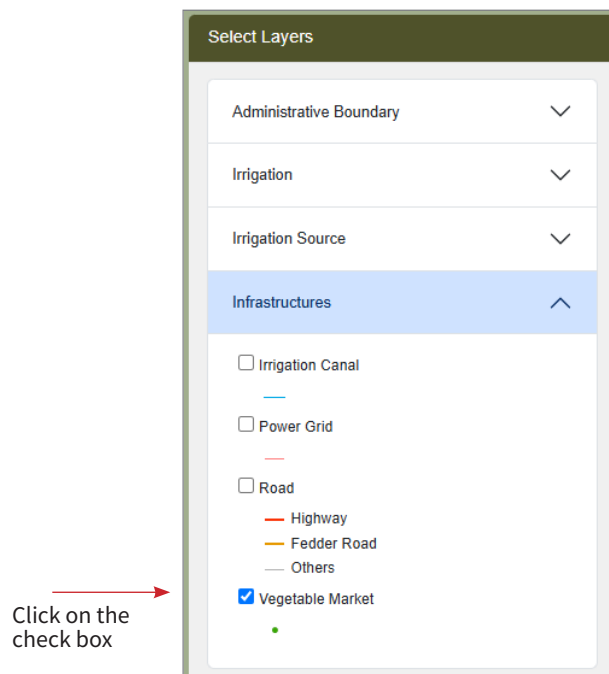 Select Layers
Administrative Boundary
Irrigation
Irrigation Source
Infrastructures
Irrigation Canal
Power Grid
Road
Highway
Fedder Road
Others
Vegetable Market
Click on the
check box